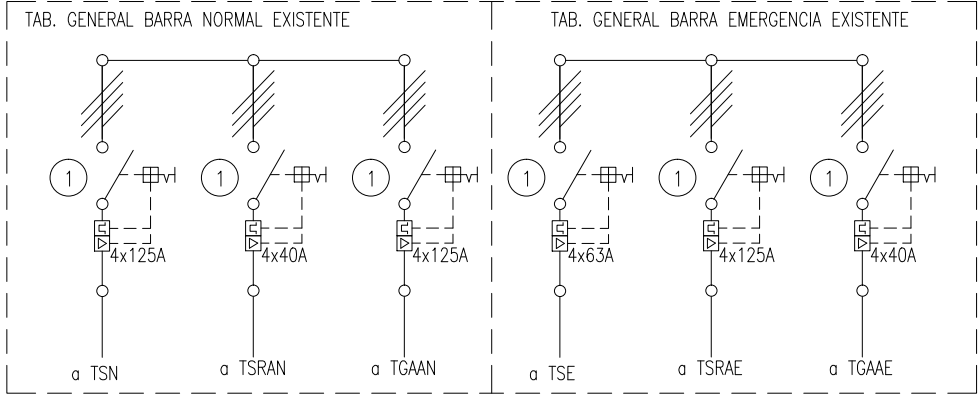 TAB. GENERAL BARRA NORMAL EXISTENTE
1 1 1
4x125A 4x40A 4x125A
a TSN a TSRAN a TGAAN
TAB. GENERAL BARRA EMERGENCIA EXISTENTE
1 1 1
4x63A 4x125A 4x40A
a TSE a TSRAE a TGAAE